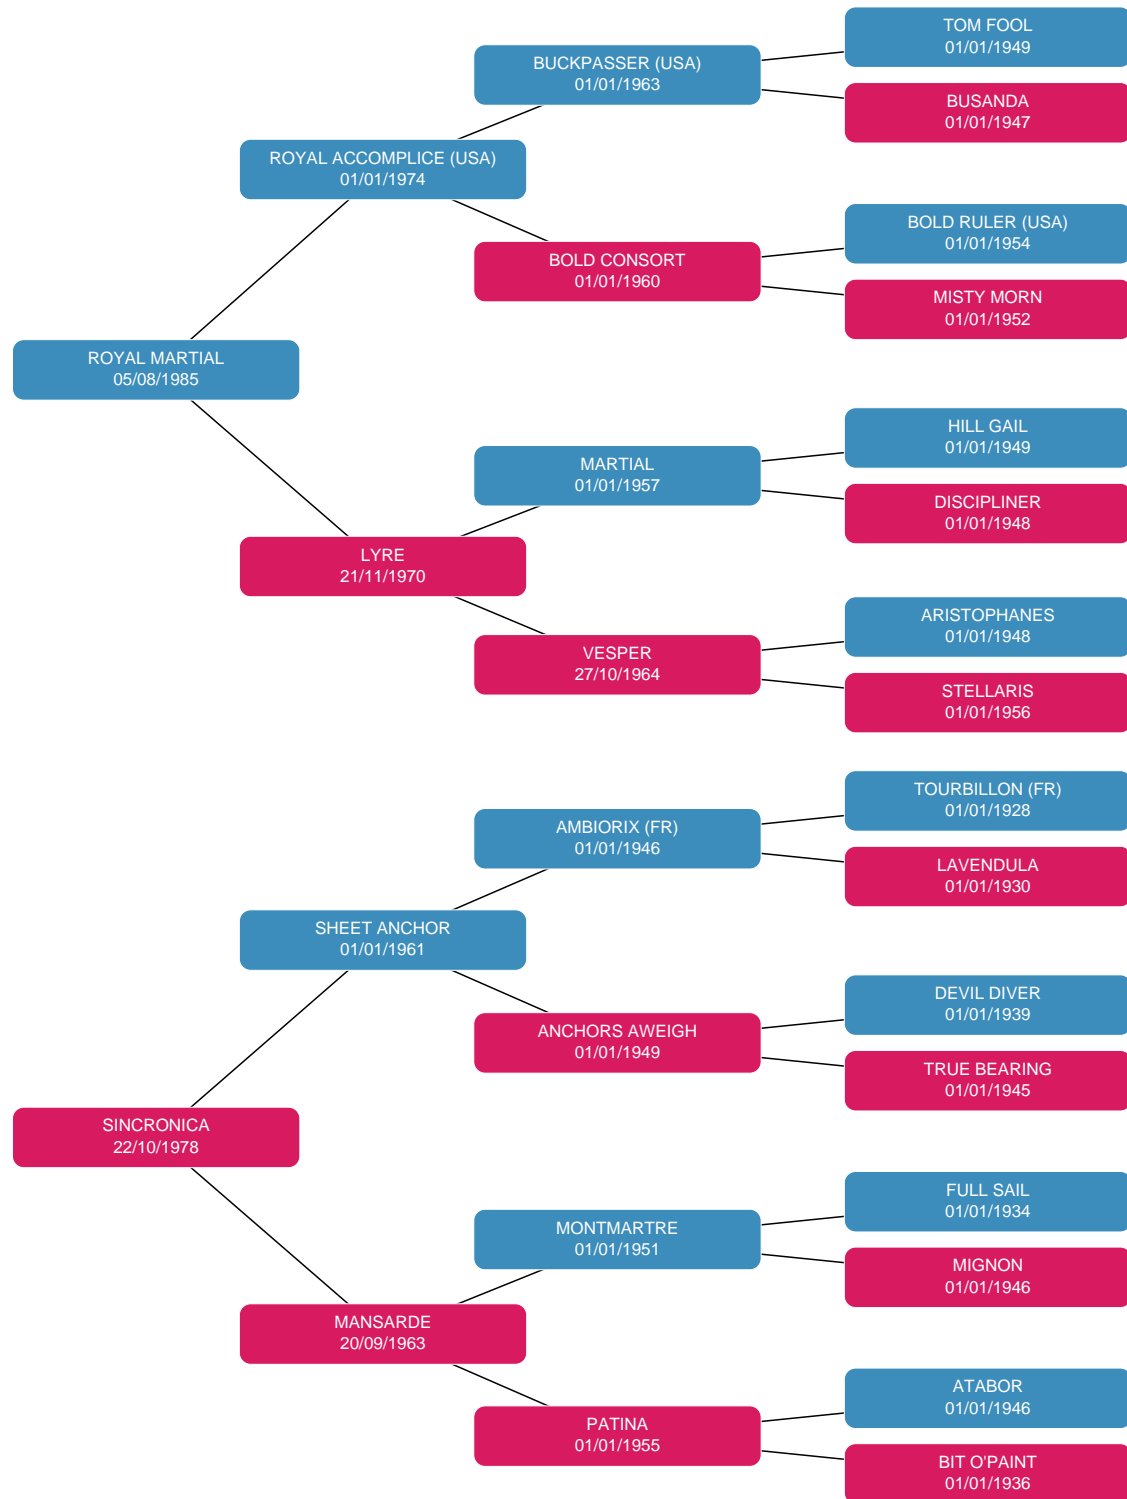 TOM FOOL
01/01/1949
BUCKPASSER (USA)
01/01/1963
BUSANDA
01/01/1947
ROYAL ACCOMPLICE (USA)
01/01/1974
BOLD RULER (USA)
01/01/1954
BOLD CONSORT
01/01/1960
MISTY MORN
01/01/1952
ROYAL MARTIAL
05/08/1985
HILL GAIL
01/01/1949
MARTIAL
01/01/1957
DISCIPLINER
01/01/1948
LYRE
21/11/1970
ARISTOPHANES
01/01/1948
VESPER
27/10/1964
STELLARIS
01/01/1956
TOURBILLON (FR)
01/01/1928
AMBIORIX (FR)
01/01/1946
LAVENDULA
01/01/1930
SHEET ANCHOR
01/01/1961
DEVIL DIVER
01/01/1939
ANCHORS AWEIGH
01/01/1949
TRUE BEARING
01/01/1945
SINCRONICA
22/10/1978
FULL SAIL
01/01/1934
MONTMARTRE
01/01/1951
MIGNON
01/01/1946
MANSARDE
20/09/1963
ATABOR
01/01/1946
PATINA
01/01/1955
BIT O'PAINT
01/01/1936